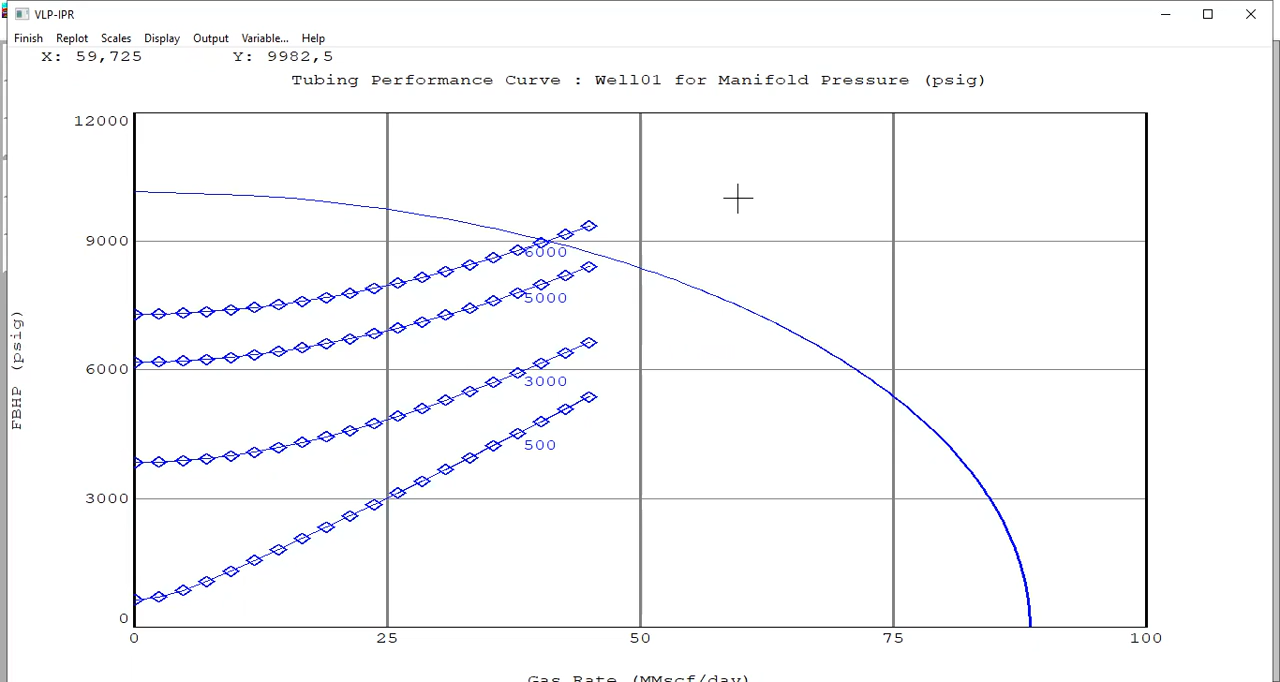 VLP-IPR
Finish Replot Scales Display Output Variable... Help
X: 59,725 Y: 9982,5
Tubing Performance Curve : Well01 for Manifold Pressure (psig)
12000
9000
6000
3000
0
FBHP (psig)
6000
5000
3000
500
0 25 50 75 100
Gas Rate (MMscf/day)